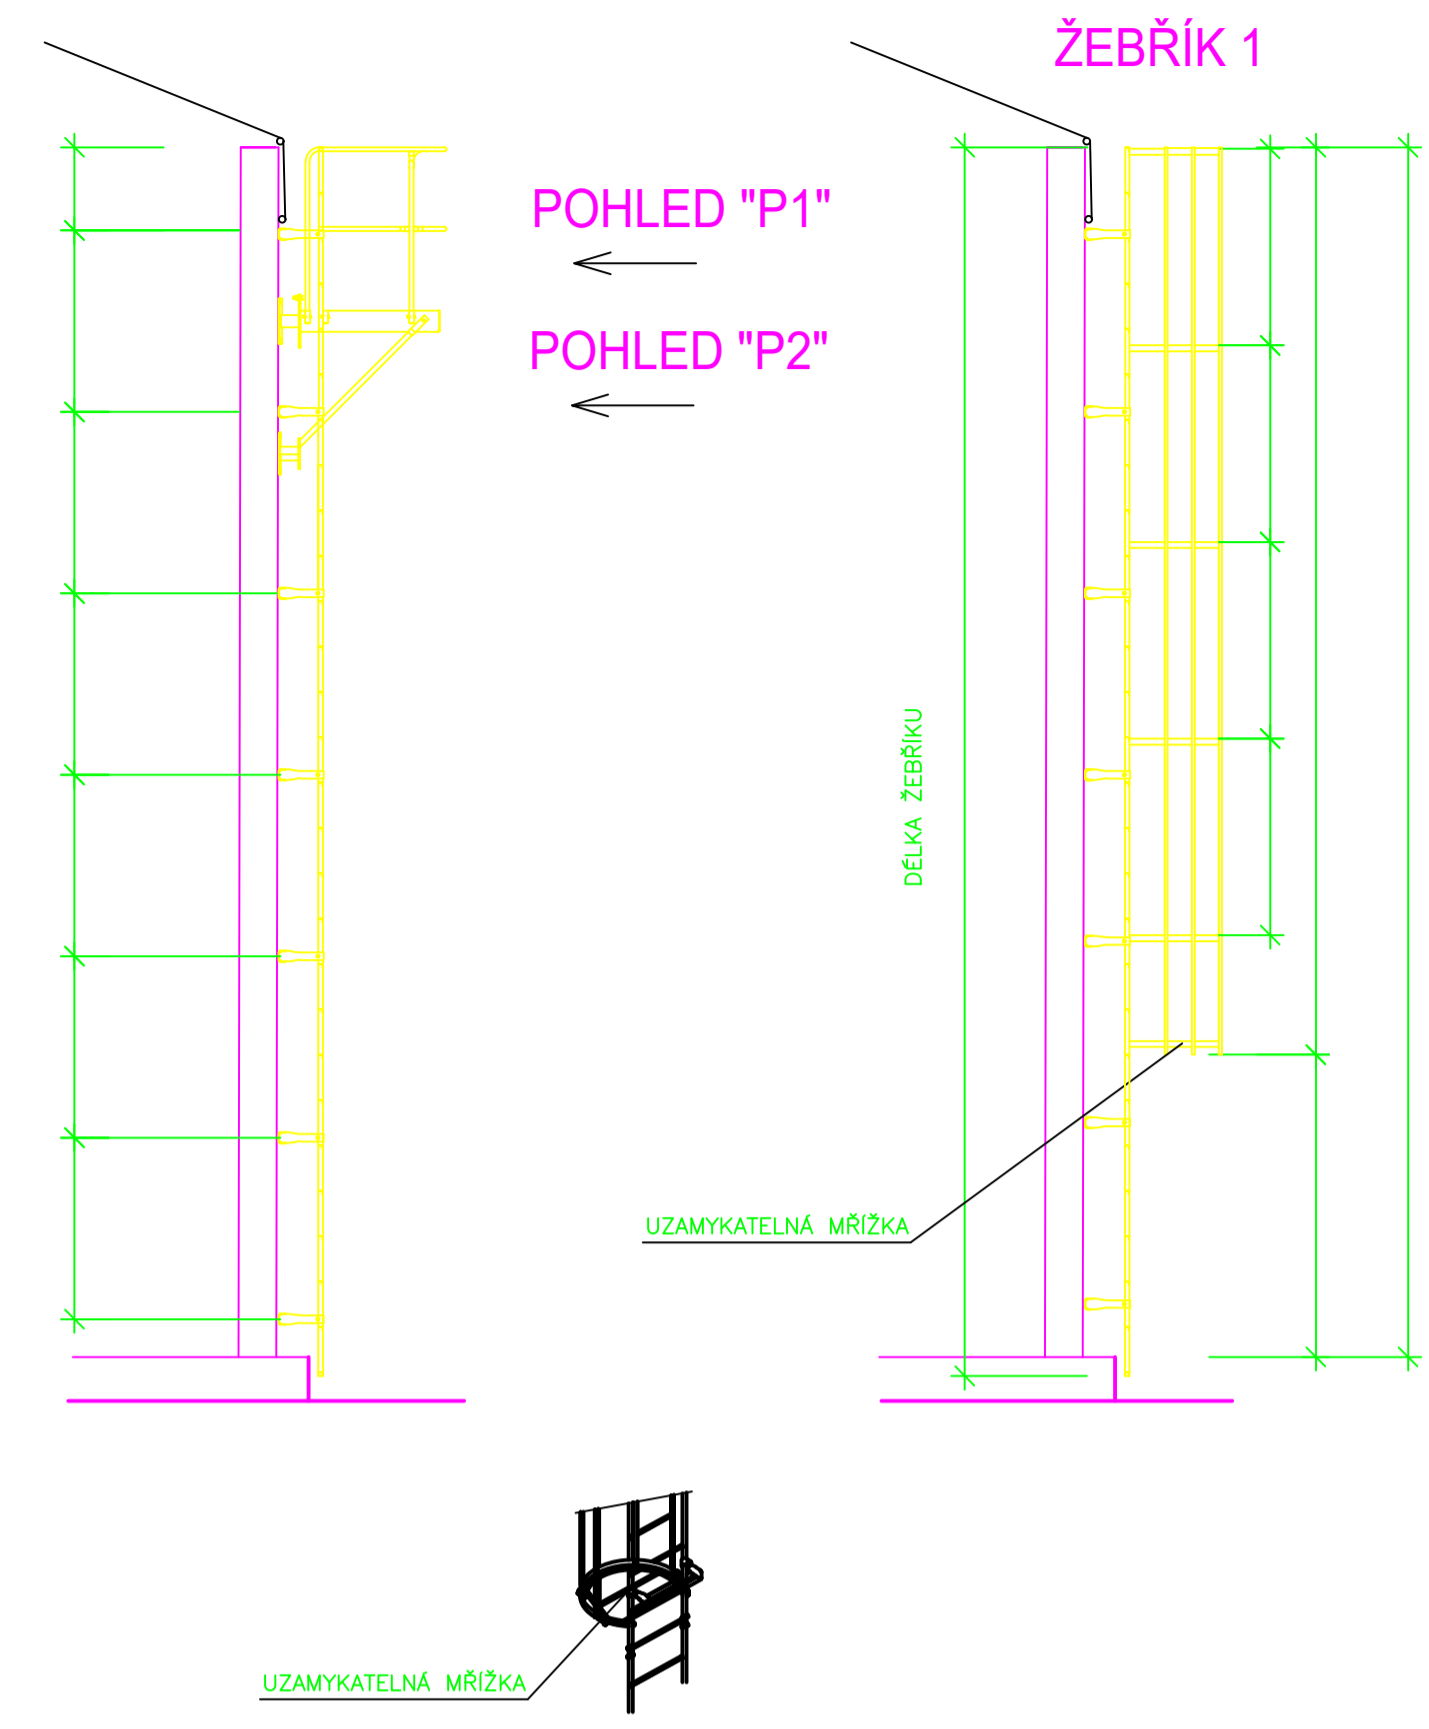 ŽEBŘÍK 1
POHLED "P1"
POHLED "P2"
DÉLKA ŽEBŘÍKU
UZAMYKATELNÁ MŘÍŽKA
UZAMYKATELNÁ MŘÍŽKA